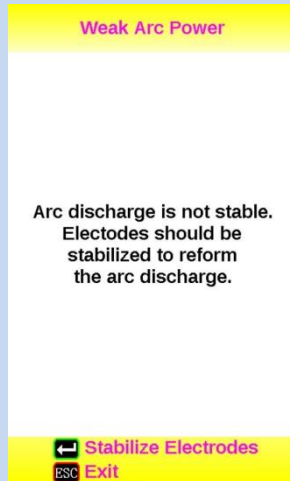 Weak Arc Power
Arc discharge is not stable.
Electodes should be
stabilized to reform
the arc discharge.
Stabilize Electrodes
ESC Exit